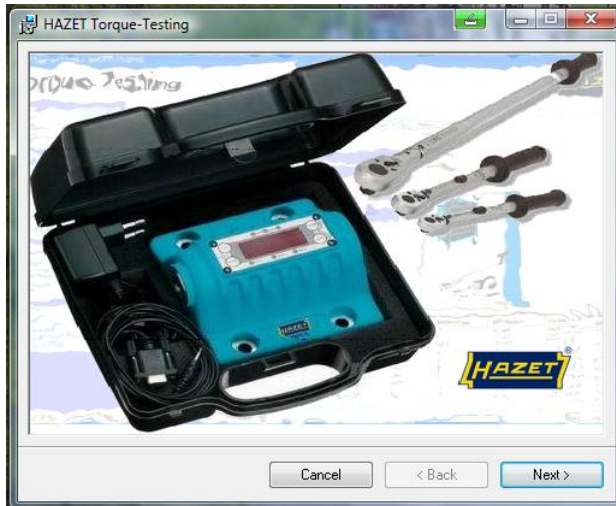 HAZET Torque-Testing
Torque Testing
HAZET
HAZET
Cancel
< Back
Next >